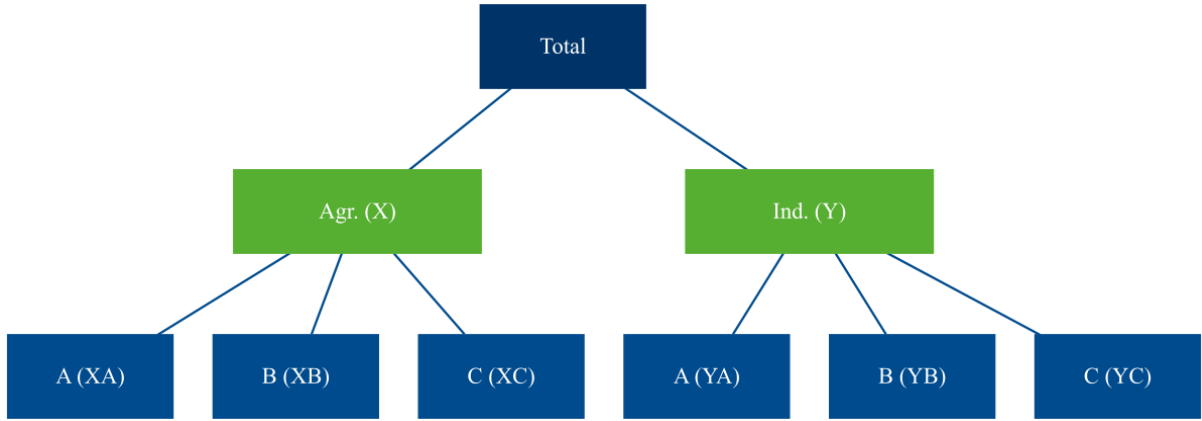 Total
Agr. (X)
Ind. (Y)
A (XA)
B (XB)
C (XC)
A (YA)
B (YB)
C (YC)